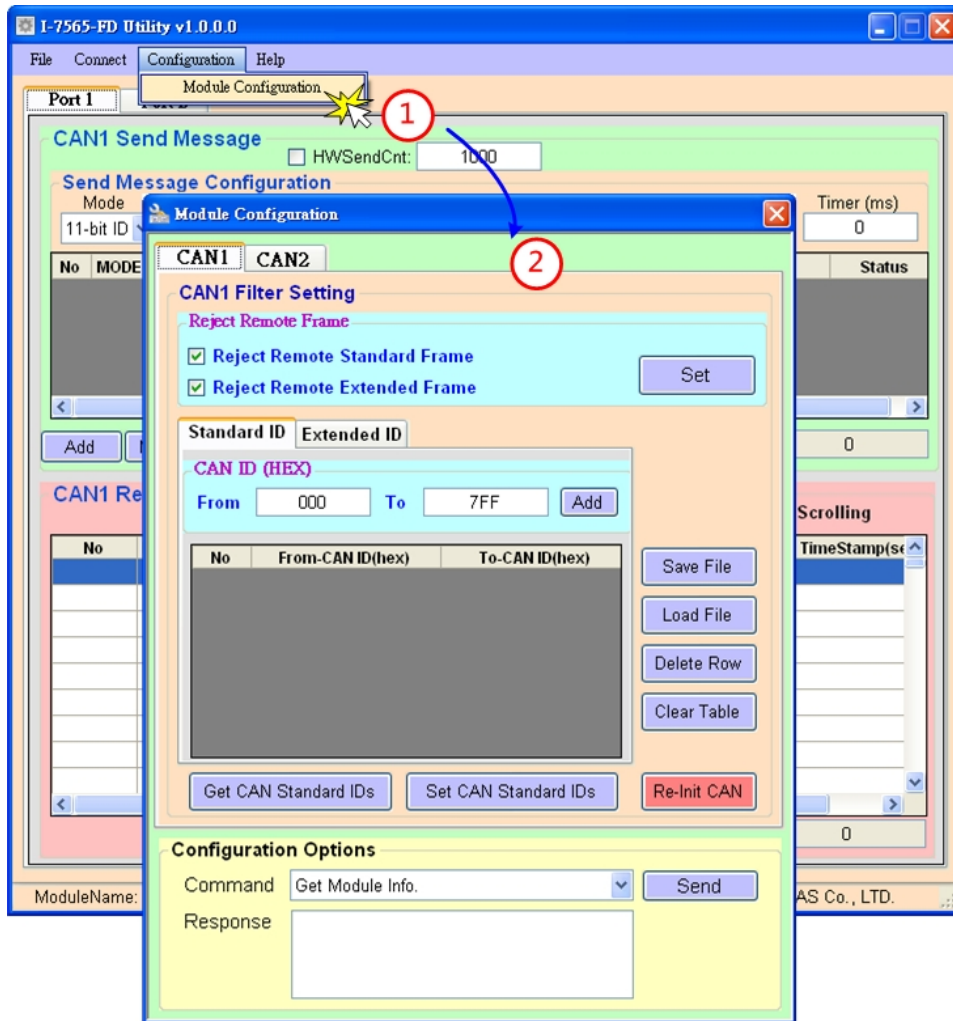 I-7565-FD Utility v1.0.0.0
File Connect Configuration Help
Module Configuration
Port 1
1
CAN1 Send Message
HWSendCnt: 1000
Send Message Configuration
Mode
Timer (ms)
11-bit ID
0
Module Configuration
No MODE
Status
CAN1 CAN2
2
CAN1 Filter Setting
Reject Remote Frame
Reject Remote Standard Frame
Reject Remote Extended Frame
Set
Standard ID Extended ID
Add
0
CAN ID (HEX)
From 000 To 7FF Add
CAN1 Re
Scrolling
No
TimeStamp(se
No From-CAN ID(hex) To-CAN ID(hex)
Save File
Load File
Delete Row
Clear Table
Get CAN Standard IDs Set CAN Standard IDs Re-Init CAN
0
Configuration Options
Command Get Module Info. Send
ModuleName:
AS Co., LTD.
Response